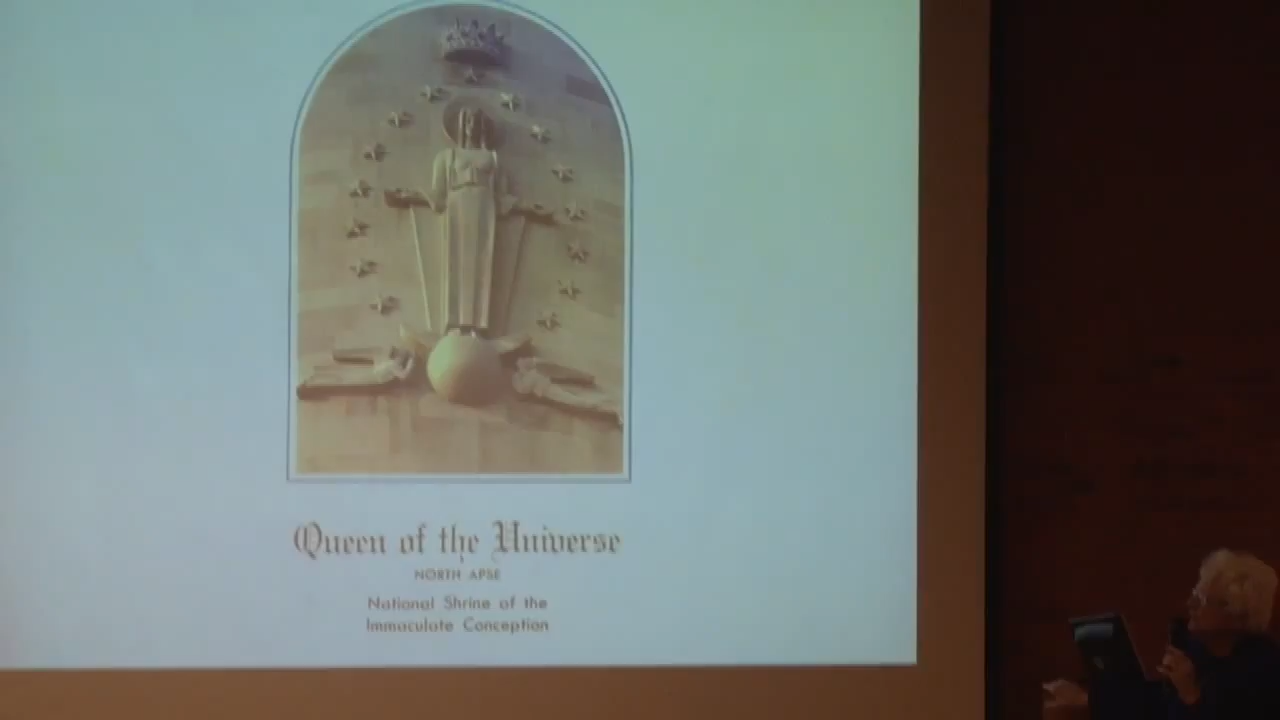 Queen of the Universe
NORTH APSE
National Shrine of the
Immaculate Conception